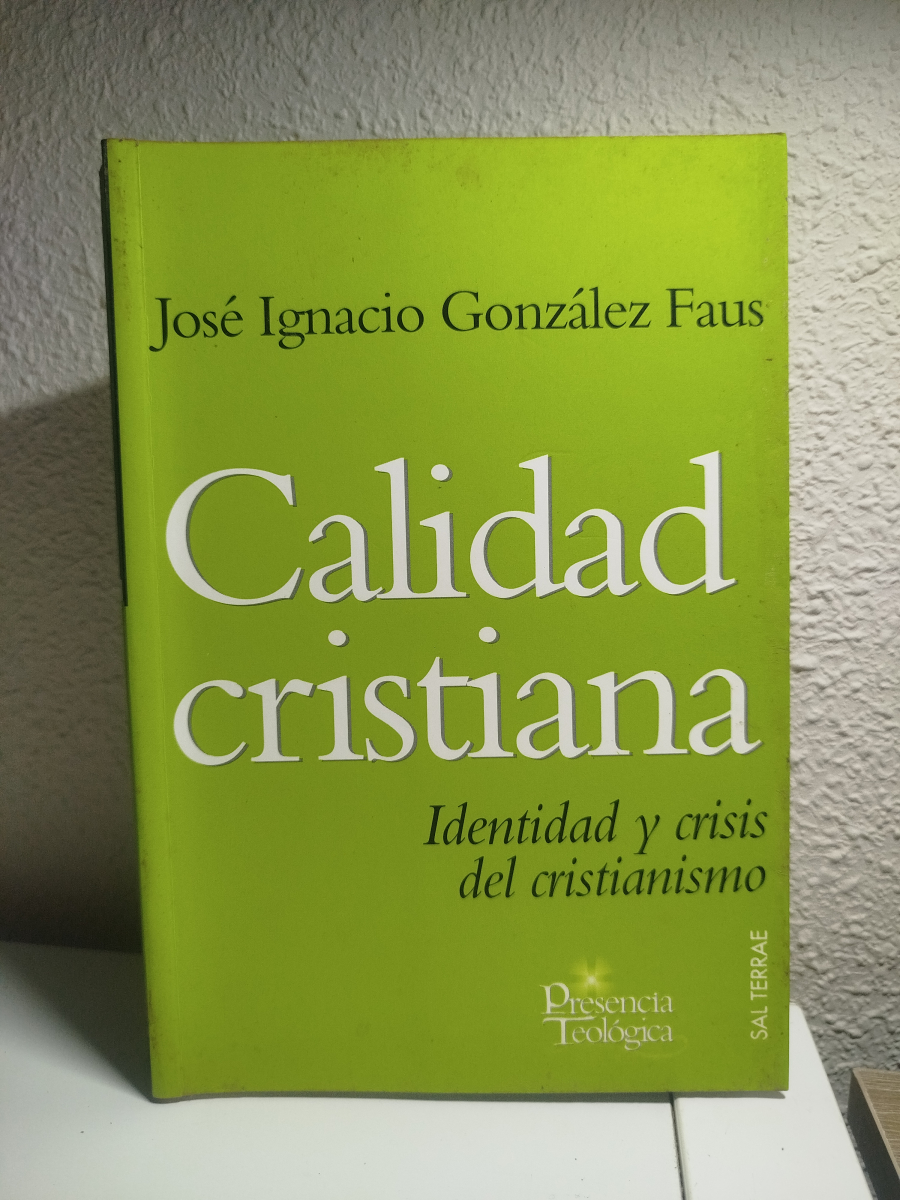 José Ignacio González Faus
Calidad
cristiana
Identidad y crisis
del cristianismo
Presencia
Teológica
SAL TERRAE